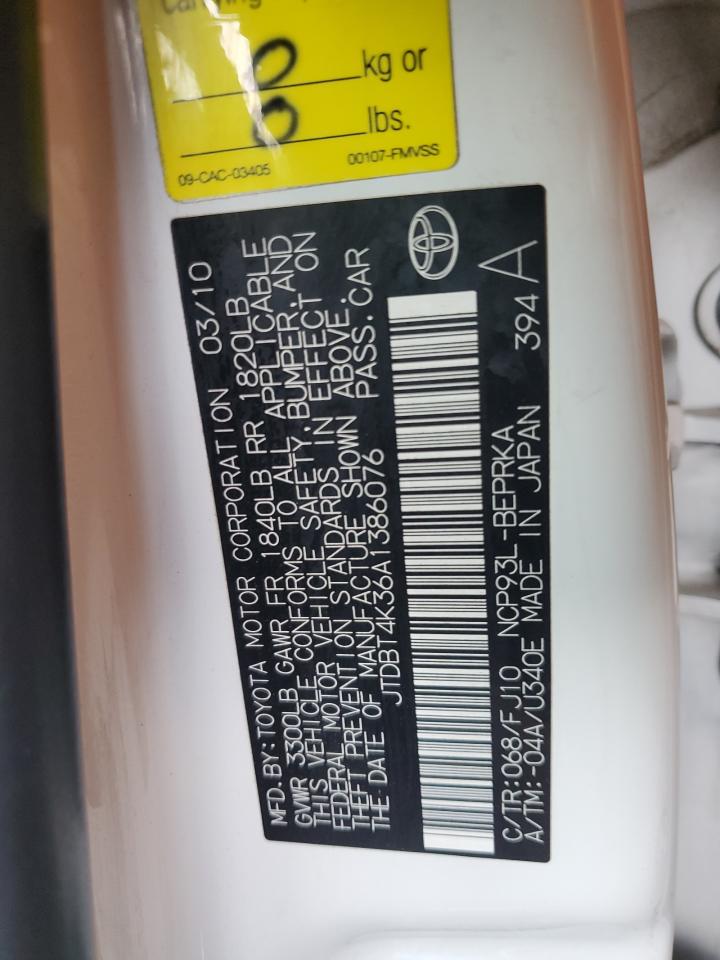 kg or
lbs.
09-CAC-03405 00107-FMVSS
MFD. BY: TOYOTA MOTOR CORPORATION 03/10
GVWR 3300LB GAWR FR 1840LB RR 1820LB
THIS VEHICLE CONFORMS TO ALL APPLICABLE
FEDERAL MOTOR VEHICLE SAFETY, BUMPER, AND
THEFT PREVENTION STANDARDS IN EFFECT ON
THE DATE OF MANUFACTURE SHOWN ABOVE.
JTDBT4K36A1386076 PASS. CAR
C/TR: 068/FJ10 NCP93L-BEPRKA A
A/TM: -04A/U340E MADE IN JAPAN 394